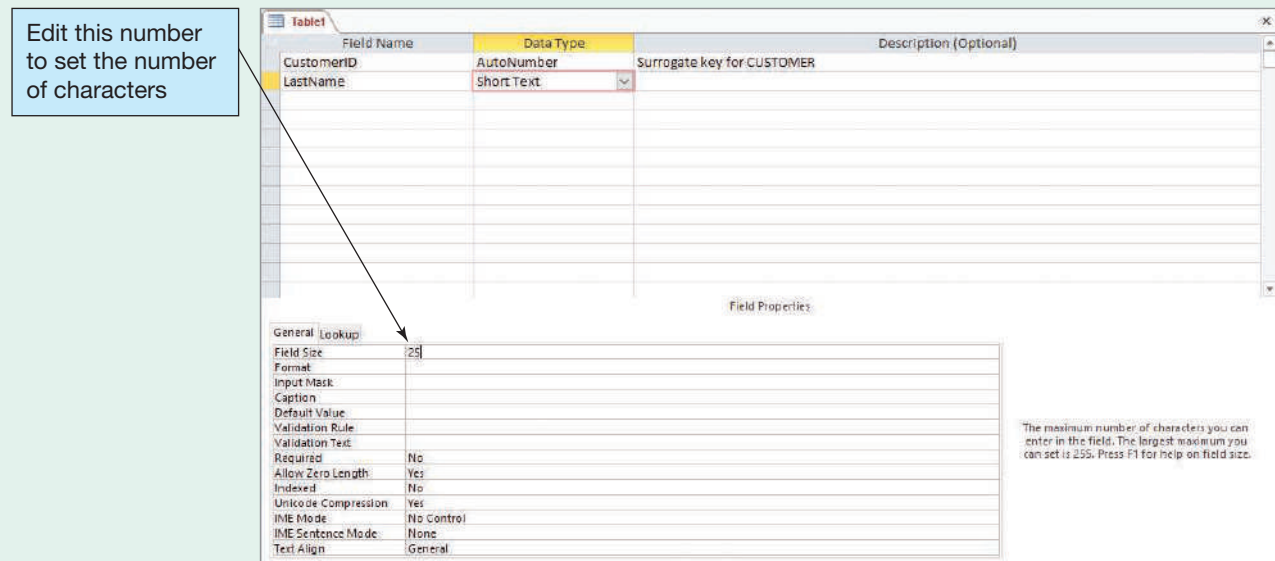 Edit this number
to set the number
of characters
Table1
Field Name Data Type Description (Optional)
CustomerID AutoNumber Surrogate key for CUSTOMER
LastName Short Text
Field Properties
General Lookup
Field Size 25
Format
Input Mask
Caption
Default Value
Validation Rule
Validation Text
Required No
Allow Zero Length Yes
Indexed No
Unicode Compression Yes
IME Mode No Control
IME Sentence Mode None
Text Align General
The maximum number of characters you can
enter in the field. The largest maximum you
can set is 255. Press F1 for help on field size.